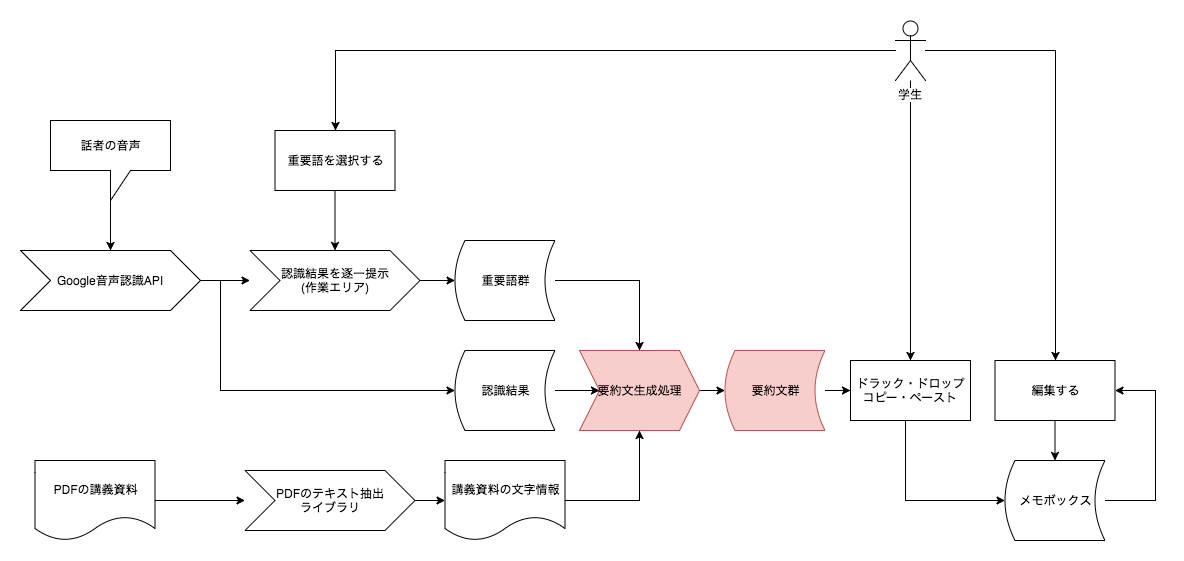 学生
話者の音声
重要語を選択する
Google音声認識API
認識結果を逐一提示
(作業エリア)
重要語群
認識結果
要約文生成処理
要約文群
ドラック・ドロップ
コピー・ペースト
編集する
PDFの講義資料
PDFのテキスト抽出
ライブラリ
講義資料の文字情報
メモボックス